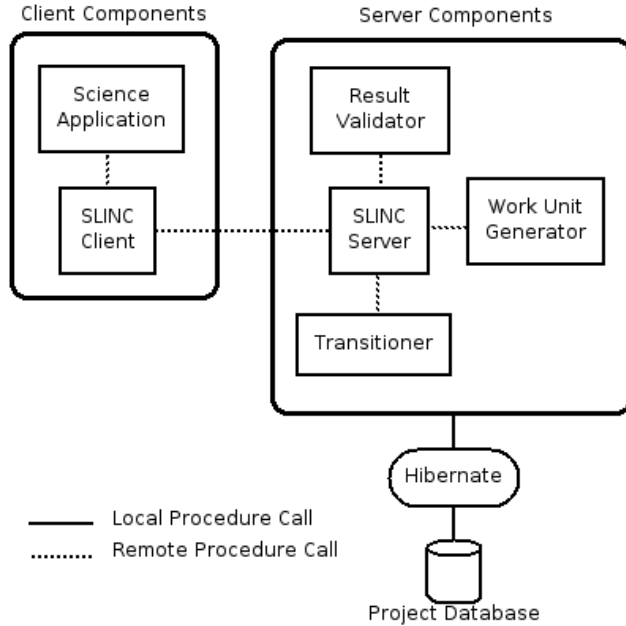 Client Components
Server Components
Science
Application
SLINC
Client
Result
Validator
SLINC
Server
Work Unit
Generator
Transitioner
Hibernate
Project Database
Local Procedure Call
Remote Procedure Call